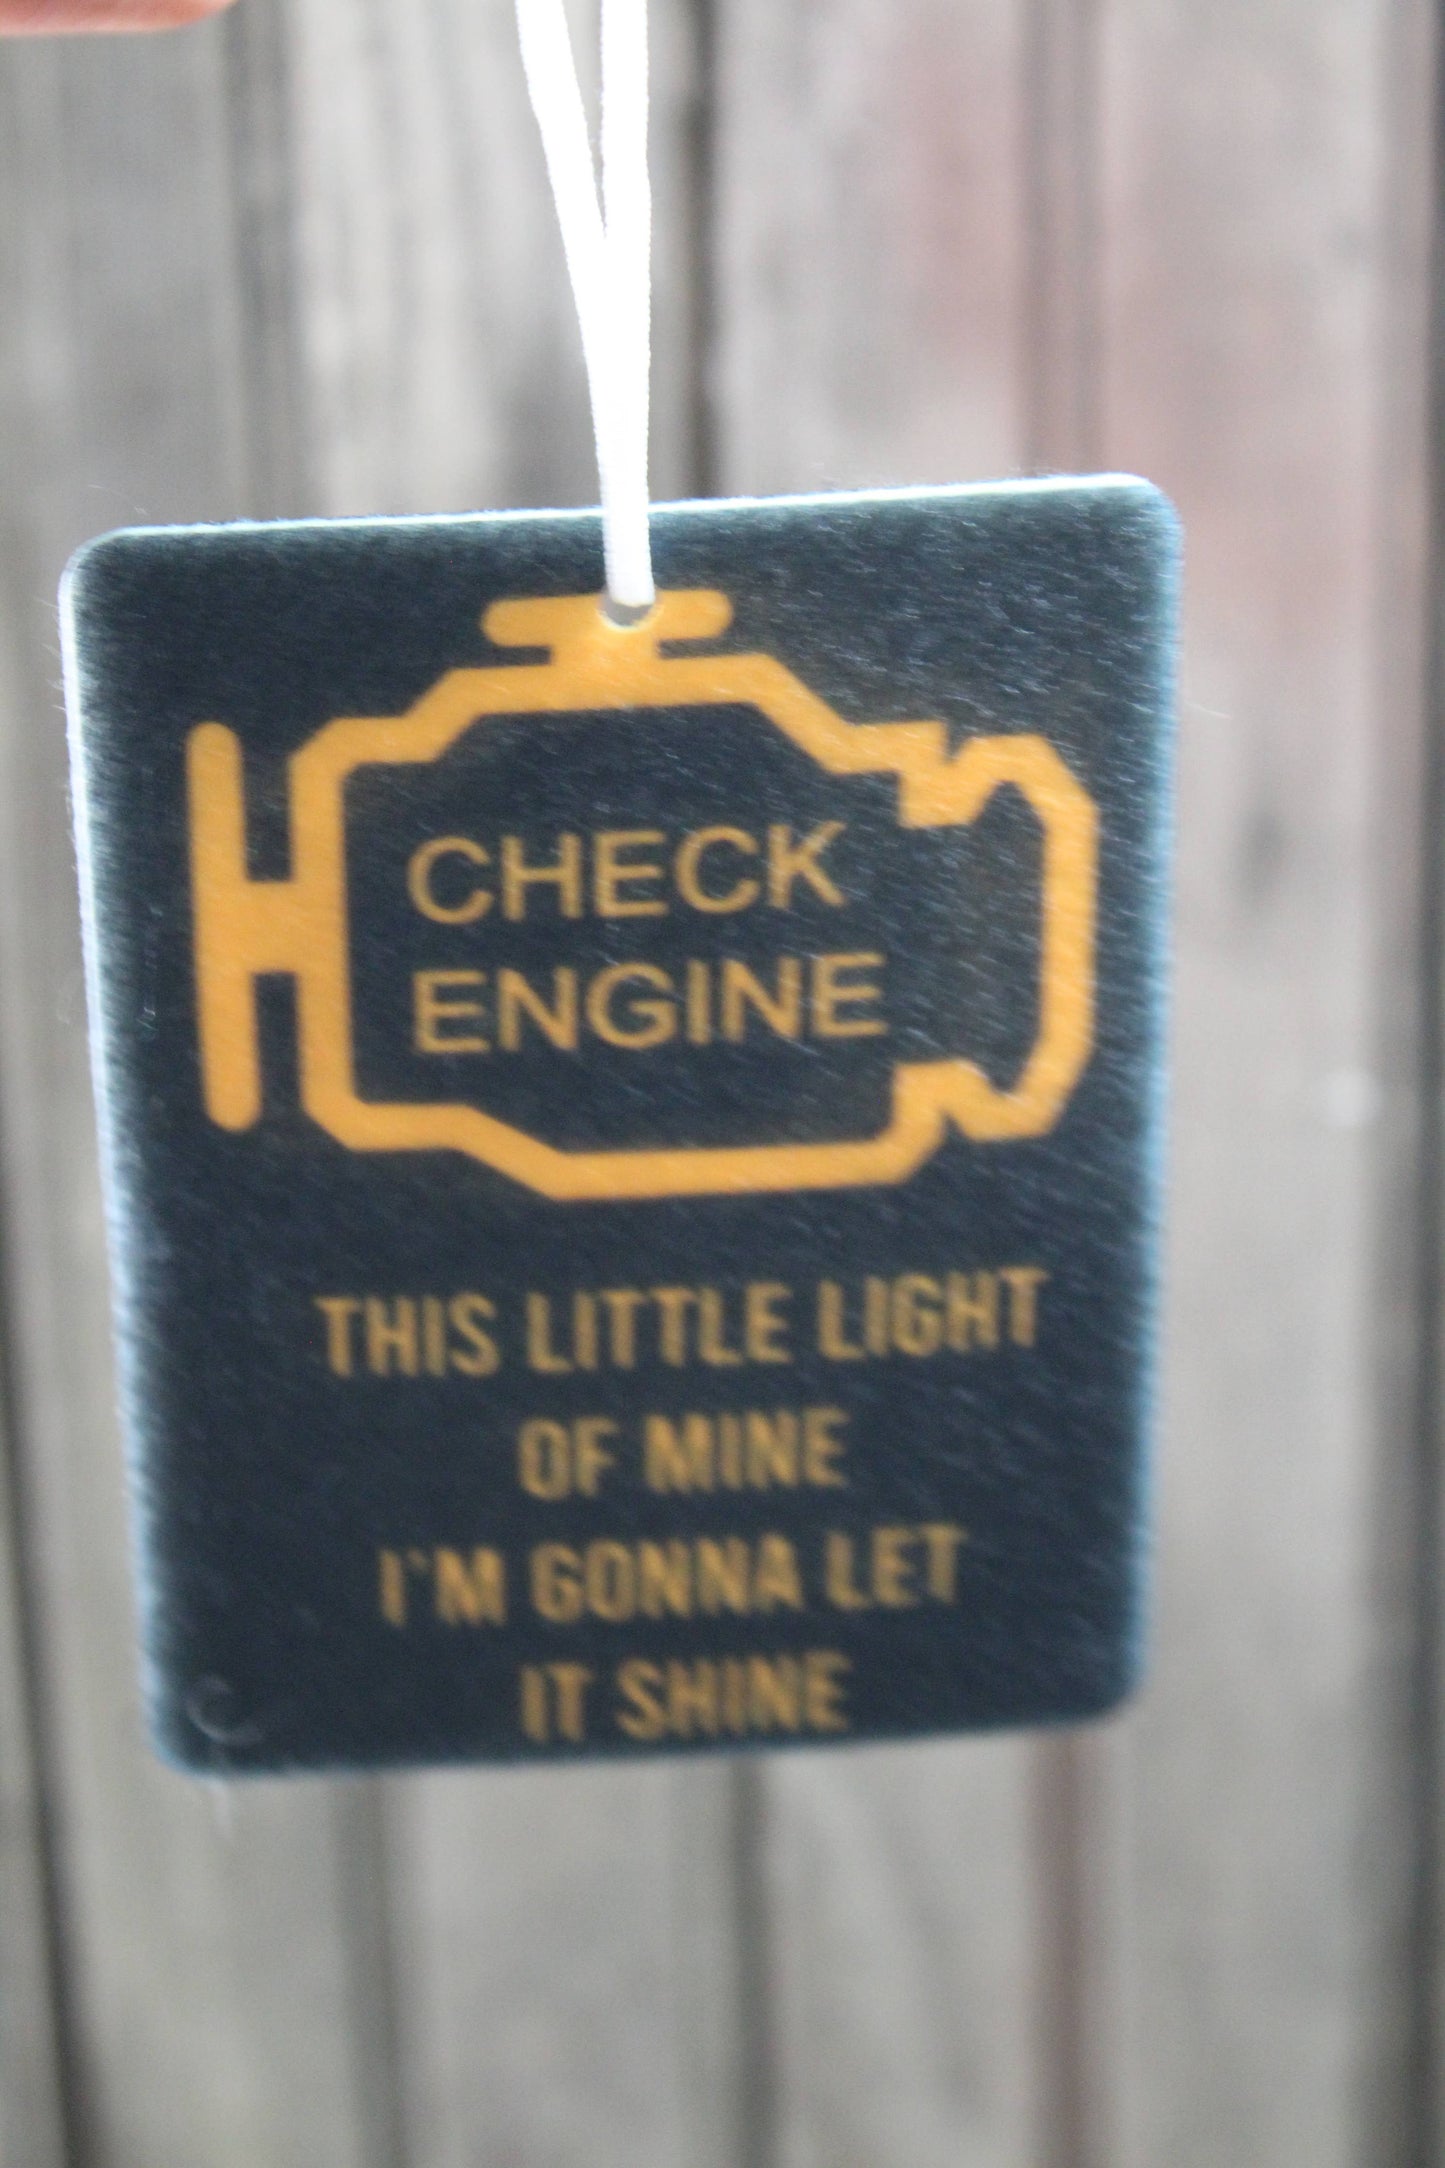 CHECK
ENGINE
THIS LITTLE LIGHT
OF MINE
I'M GONNA LET
IT SHINE